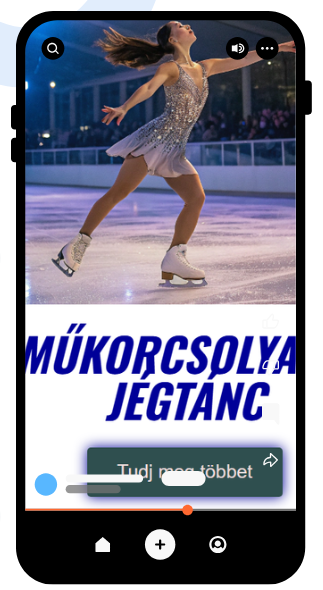 MŰKORCSOLYA
JÉGTÁNC
Tudj meg többet